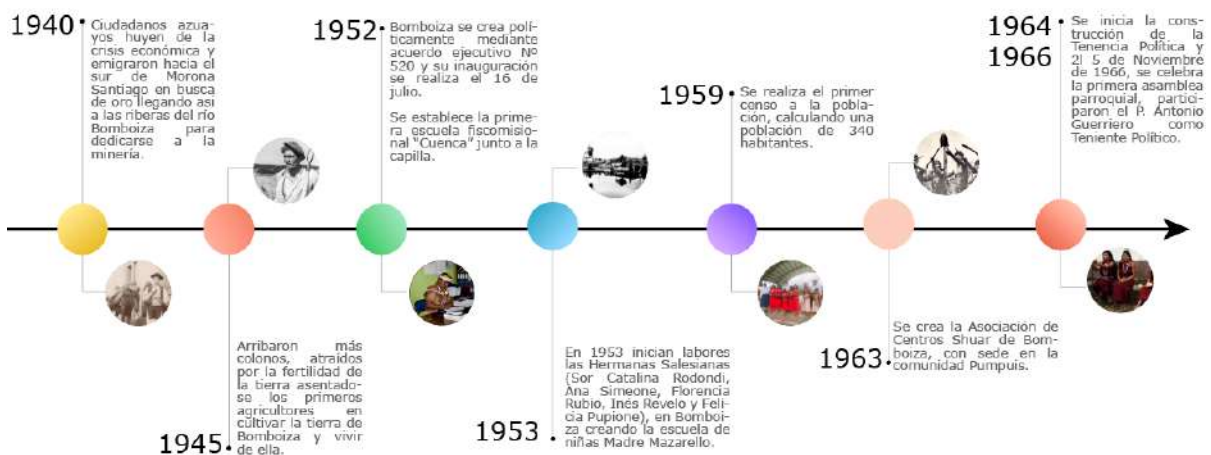 1940
Ciudadanos azua-
yos huyen de la
crisis económica y
emigraron hacia el
sur de Morona
Santiago en busca
de oro llegando asi
a las riberas del río
Bomboiza para
dedicarse a la
minería.
1945
Arribaron más
colonos, atraídos
por la fertilidad de
la tierra asentado-
se los primeros
agricultores en
cultivar la tierra de
Bomboiza y vivir
de ella.
1952
Bomboiza se crea polí-
ticamente mediante
acuerdo ejecutivo Nº
520 y su inauguración
se realiza el 16 de
julio.
Se establece la prime-
ra escuela fiscomisio-
nal "Cuenca" junto a la
capilla.
1953
En 1953 inician labores
las Hermanas Salesianas
(Sor Catalina Rodondi,
Ana Simeone, Florencia
Rubio, Inés Revelo y Feli-
cia Pupione), en Bomboi-
za creando la escuela de
niñas Madre Mazarello.
1959
Se realiza el primer
censo a la pobla-
ción, calculando una
población de 340
habitantes.
1963
Se crea la Asociación de
Centros Shuar de Bom-
boiza, con sede en la
comunidad Pumpuis.
1964
1966
Se inicia la cons-
trucción de la
Tenencia Política y
2l 5 de Noviembre
de 1966, se celebra
la primera asamblea
parroquial, partici-
paron el P. Antonio
Guerriero como
Teniente Político.